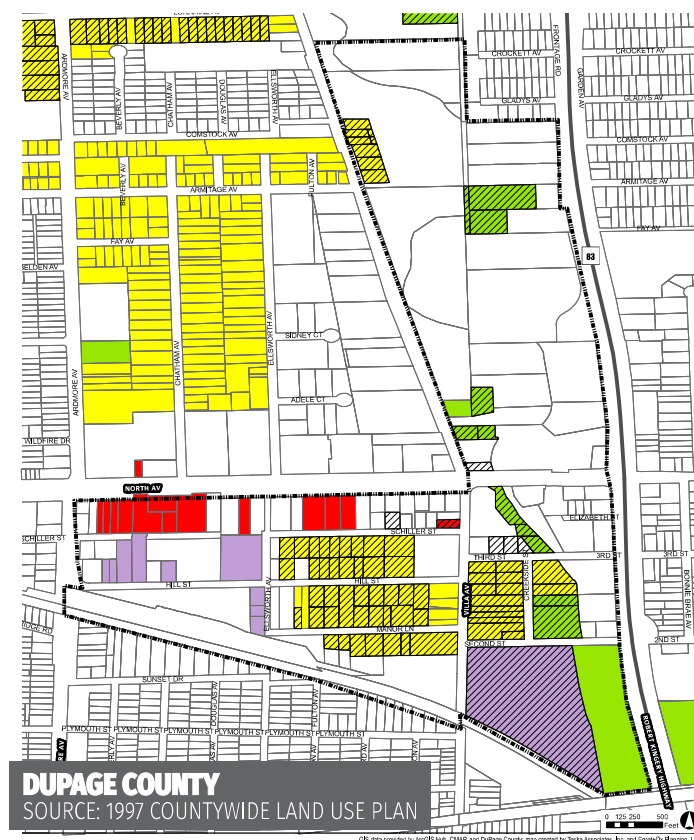 CROCKETT AV
CROCKETT AV
FRONTAGE RD
GARDEN AV
GLADYS AV
GLADYS AV
ARDMORE AV
BEVERLY AV
CHATHAM AV
DOUGLAS AV
ELLSWORTH AV
COMSTOCK AV
COMSTOCK AV
ARMITAGE AV
ARMITAGE AV
BEVERLY AV
FULTON AV
FAY AV
FAY AV
BELDEN AV
83
SIDNEY CT
ELLSWORTH AV
CHATHAM AV
ARDMORE AV
ADELE CT
WILDFIRE DR
NORTH AV
SCHILLER ST
SCHILLER ST
ELIZABETH ST
THIRD ST
3RD ST
3RD ST
HILL ST
HILL ST
CREEKSIDE ST
VILLA AV
BONNIE BRAE AV
ELLSWORTH AV
MANOR LN
RIDGE RD
SECOND ST
2ND ST
SUNSET DR
DOUGLAS AV
FULTON AV
PLYMOUTH ST
PLYMOUTH ST
PLYMOUTH ST
PLYMOUTH ST
PLYMOUTH ST
ROBERT KINGERY HIGHWAY
DUPAGE COUNTY
SOURCE: 1997 COUNTYWIDE LAND USE PLAN
0 125 250 500
Feet